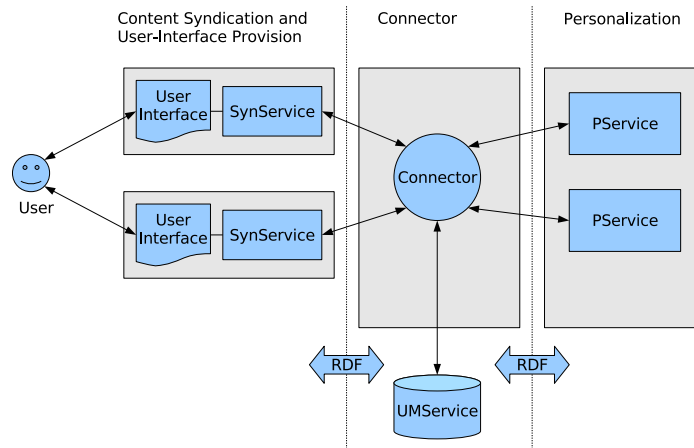 Content Syndication and
User-Interface Provision
Connector
Personalization
User
Interface
SynService
PService
Connector
User
User
Interface
SynService
PService
RDF
RDF
UMService